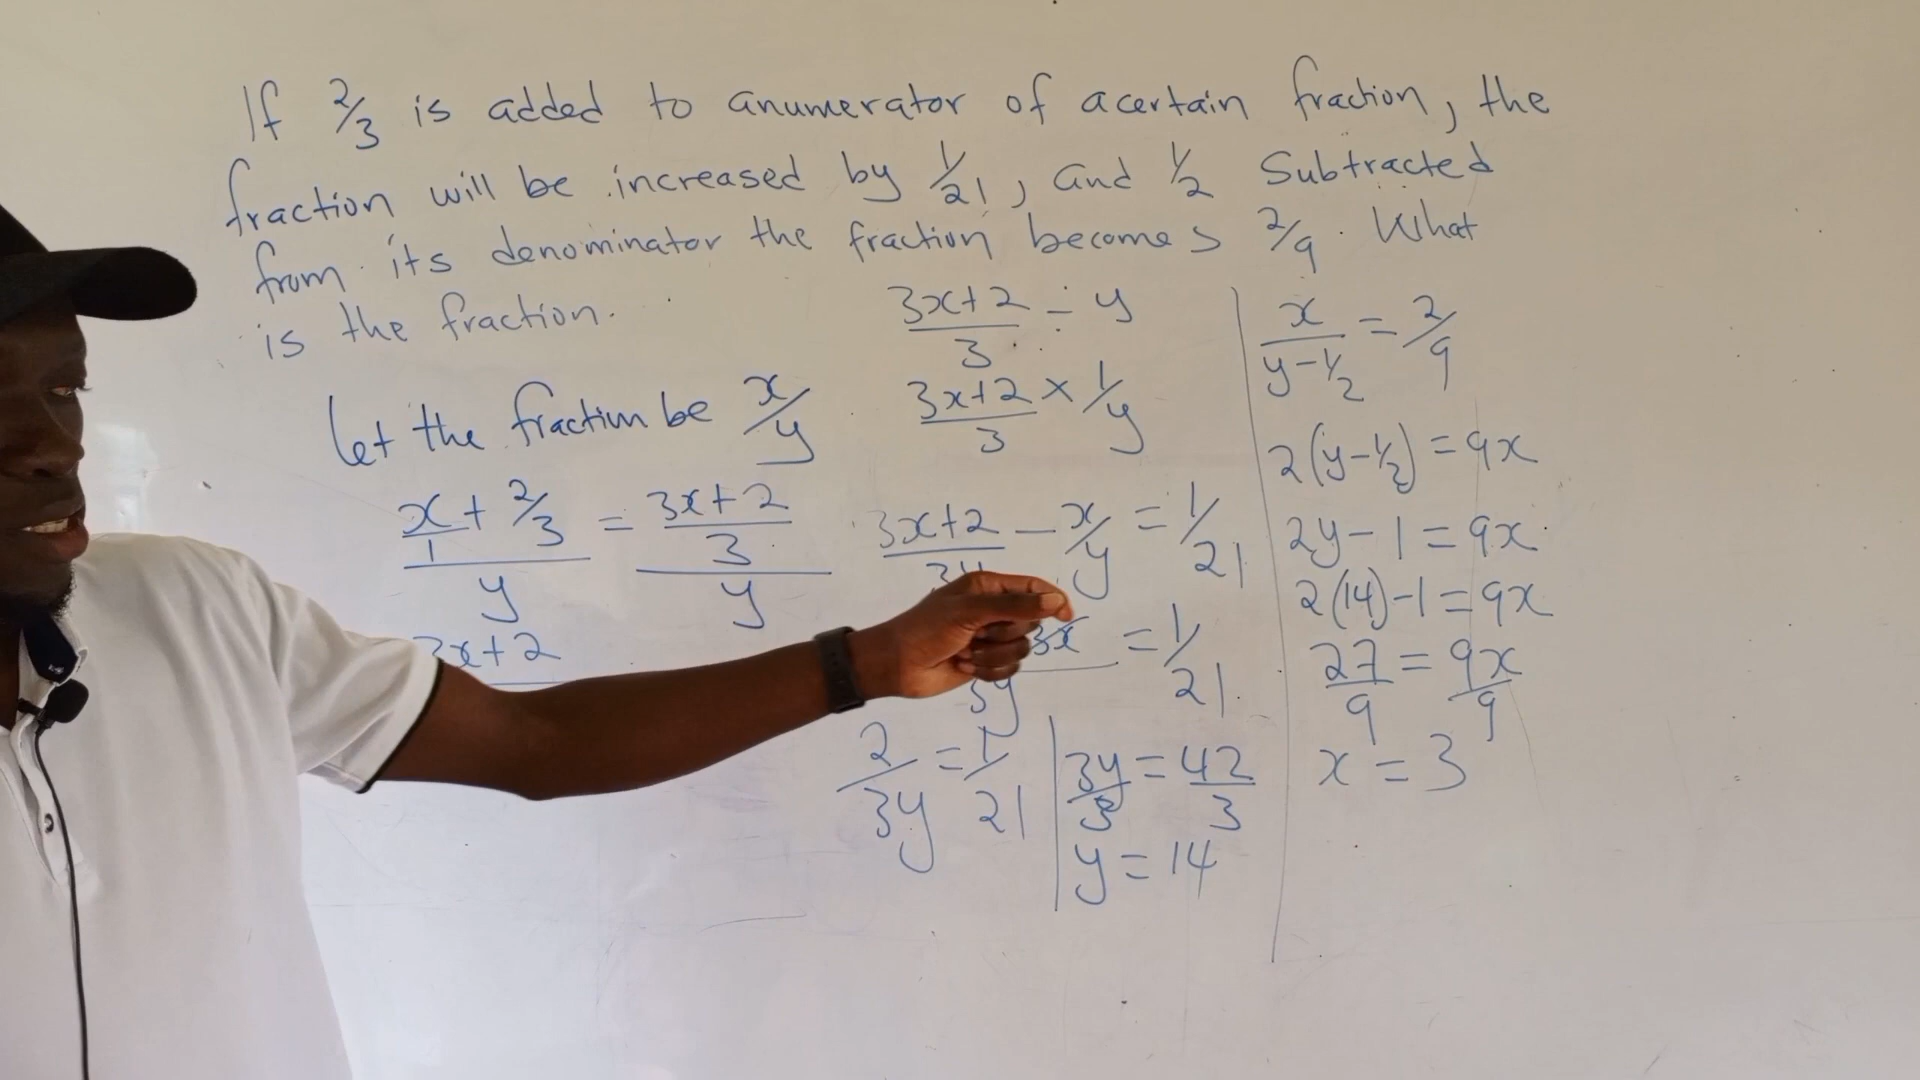 If 2/3 is added to anumerator of acertain fraction, the
fraction will be increased by 1/21, and 1/2 Subtracted
from its denominator the fraction becomes 2/9. What
is the fraction.
Let the fraction be x/y
x/1 + 2/3 = 3x+2
3
y y
3x+2
3x+2 ÷ y
3
3x+2 × 1/y
3
3x+2 - x/y = 1/21
3y
3x = 1/21
3y
2/3y = 1/21
3y/3 = 42/3
y = 14
x = 2/9
y-1/2
2(y-1/2) = 9x
2y-1 = 9x
2(14)-1 = 9x
27/9 = 9x/9
x = 3